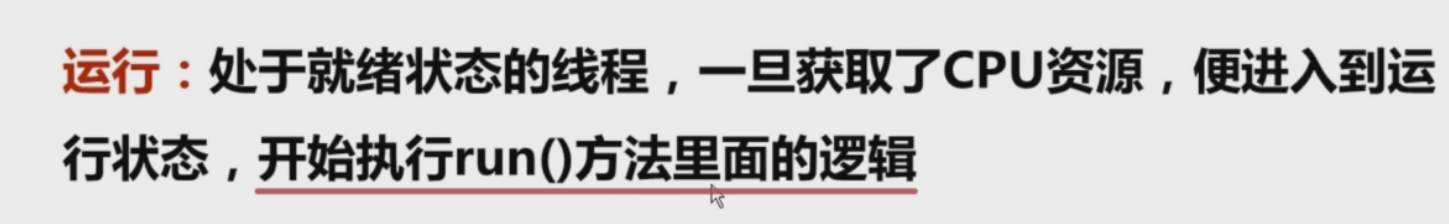 运行：处于就绪状态的线程，一旦获取了CPU资源，便进入到运
行状态，开始执行run()方法里面的逻辑